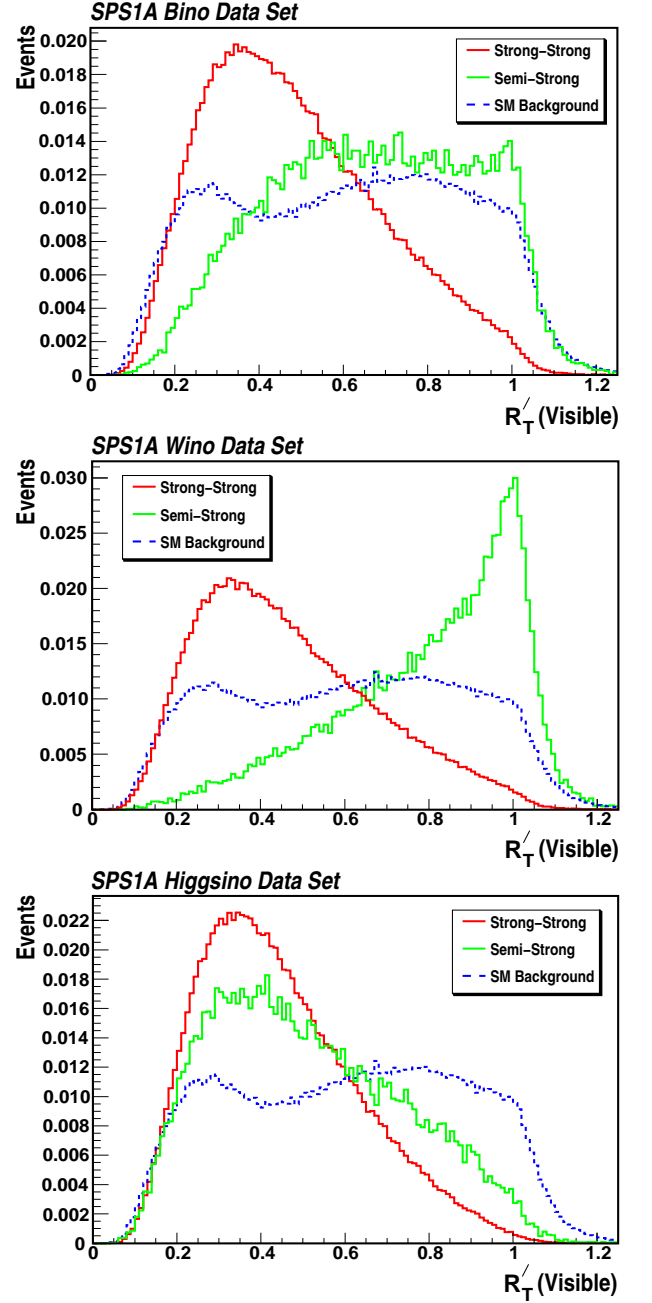 SPS1A Bino Data Set
Events
0.020
0.018
0.016
0.014
0.012
0.010
0.008
0.006
0.004
0.002
0
Strong-Strong
Semi-Strong
SM Background
0 0.2 0.4 0.6 0.8 1 1.2
R_T^/ (Visible)
SPS1A Wino Data Set
Events
0.030
0.025
0.020
0.015
0.010
0.005
0
Strong-Strong
Semi-Strong
SM Background
0 0.2 0.4 0.6 0.8 1 1.2
R_T^/ (Visible)
SPS1A Higgsino Data Set
Events
0.022
0.020
0.018
0.016
0.014
0.012
0.010
0.008
0.006
0.004
0.002
0.000
Strong-Strong
Semi-Strong
SM Background
0 0.2 0.4 0.6 0.8 1 1.2
R_T^/ (Visible)